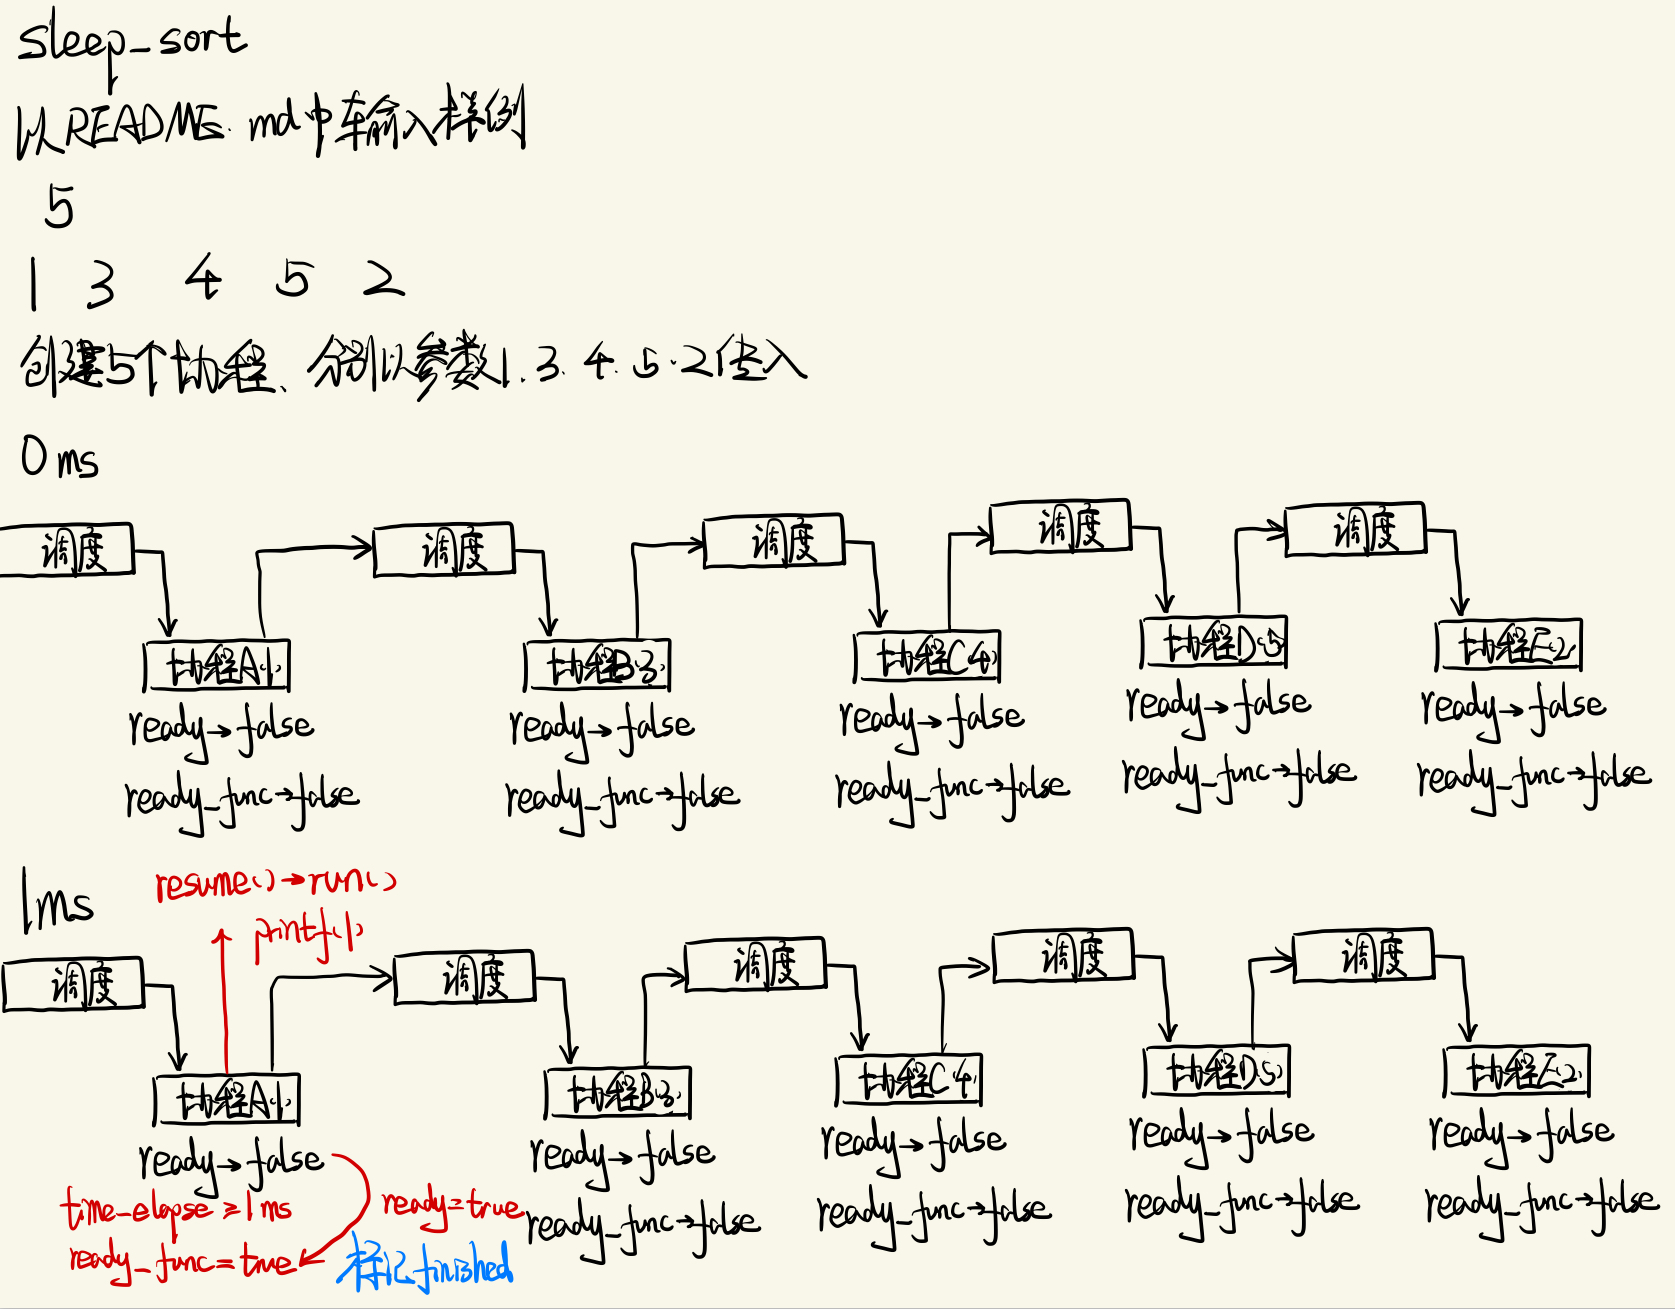 sleep_sort
以README.md中输入样例
5
1 3 4 5 2
创建5个协程、分别以参数1.3.4.5.2传入
0ms
调度 调度 调度 调度 调度
协程A(1) 协程B(3) 协程C(4) 协程D(5) 协程E(2)
ready→false ready→false ready→false ready→false ready→false
ready_func→false ready_func→false ready_func→false ready_func→false ready_func→false
1ms
resume()→run()
printf(1)
调度 调度 调度 调度 调度
协程A(1) 协程B(3) 协程C(4) 协程D(5) 协程E(2)
ready→false ready→false ready→false ready→false ready→false
time_elapse≥1ms ready=true ready_func→false ready_func→false ready_func→false ready_func→false
ready_func=true 标记finished